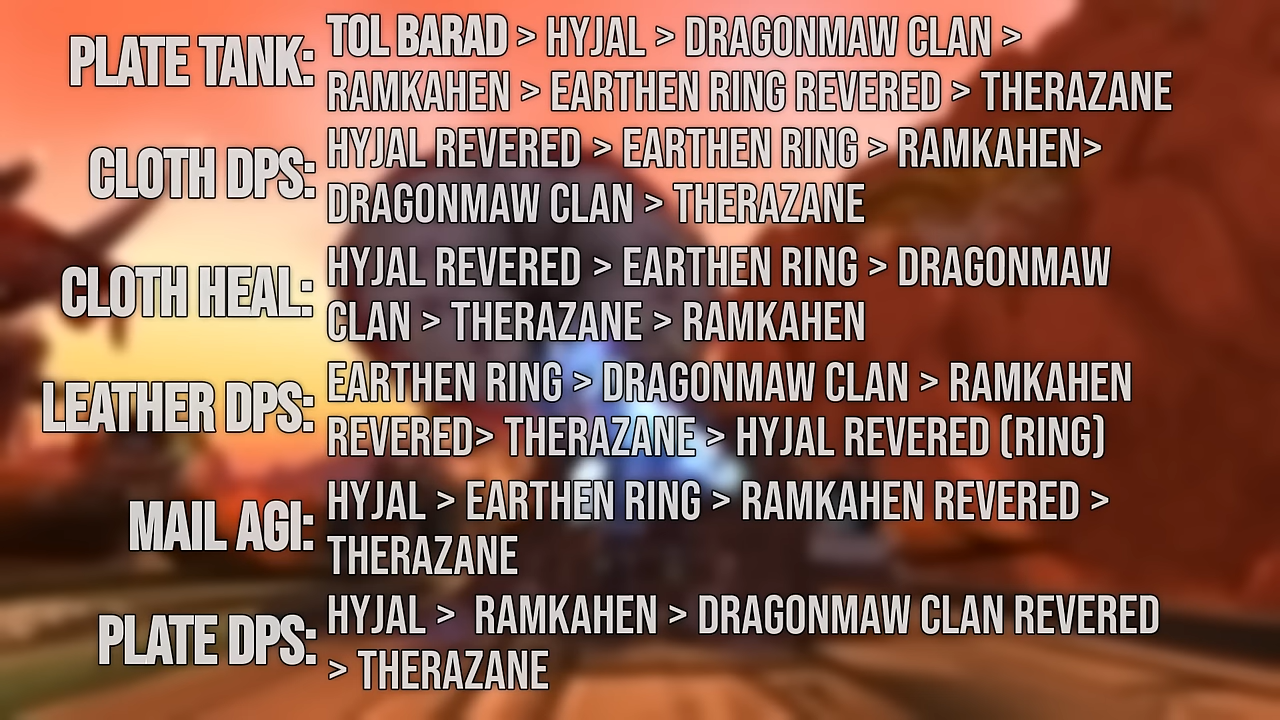 PLATE TANK: TOL BARAD > HYJAL > DRAGONMAW CLAN >
RAMKAHEN > EARTHEN RING REVERED > THERAZANE
CLOTH DPS: HYJAL REVERED > EARTHEN RING > RAMKAHEN>
DRAGONMAW CLAN > THERAZANE
CLOTH HEAL: HYJAL REVERED > EARTHEN RING > DRAGONMAW
CLAN > THERAZANE > RAMKAHEN
LEATHER DPS: EARTHEN RING > DRAGONMAW CLAN > RAMKAHEN
REVERED> THERAZANE > HYJAL REVERED (RING)
MAIL AGI: HYJAL > EARTHEN RING > RAMKAHEN REVERED >
THERAZANE
PLATE DPS: HYJAL > RAMKAHEN > DRAGONMAW CLAN REVERED
> THERAZANE